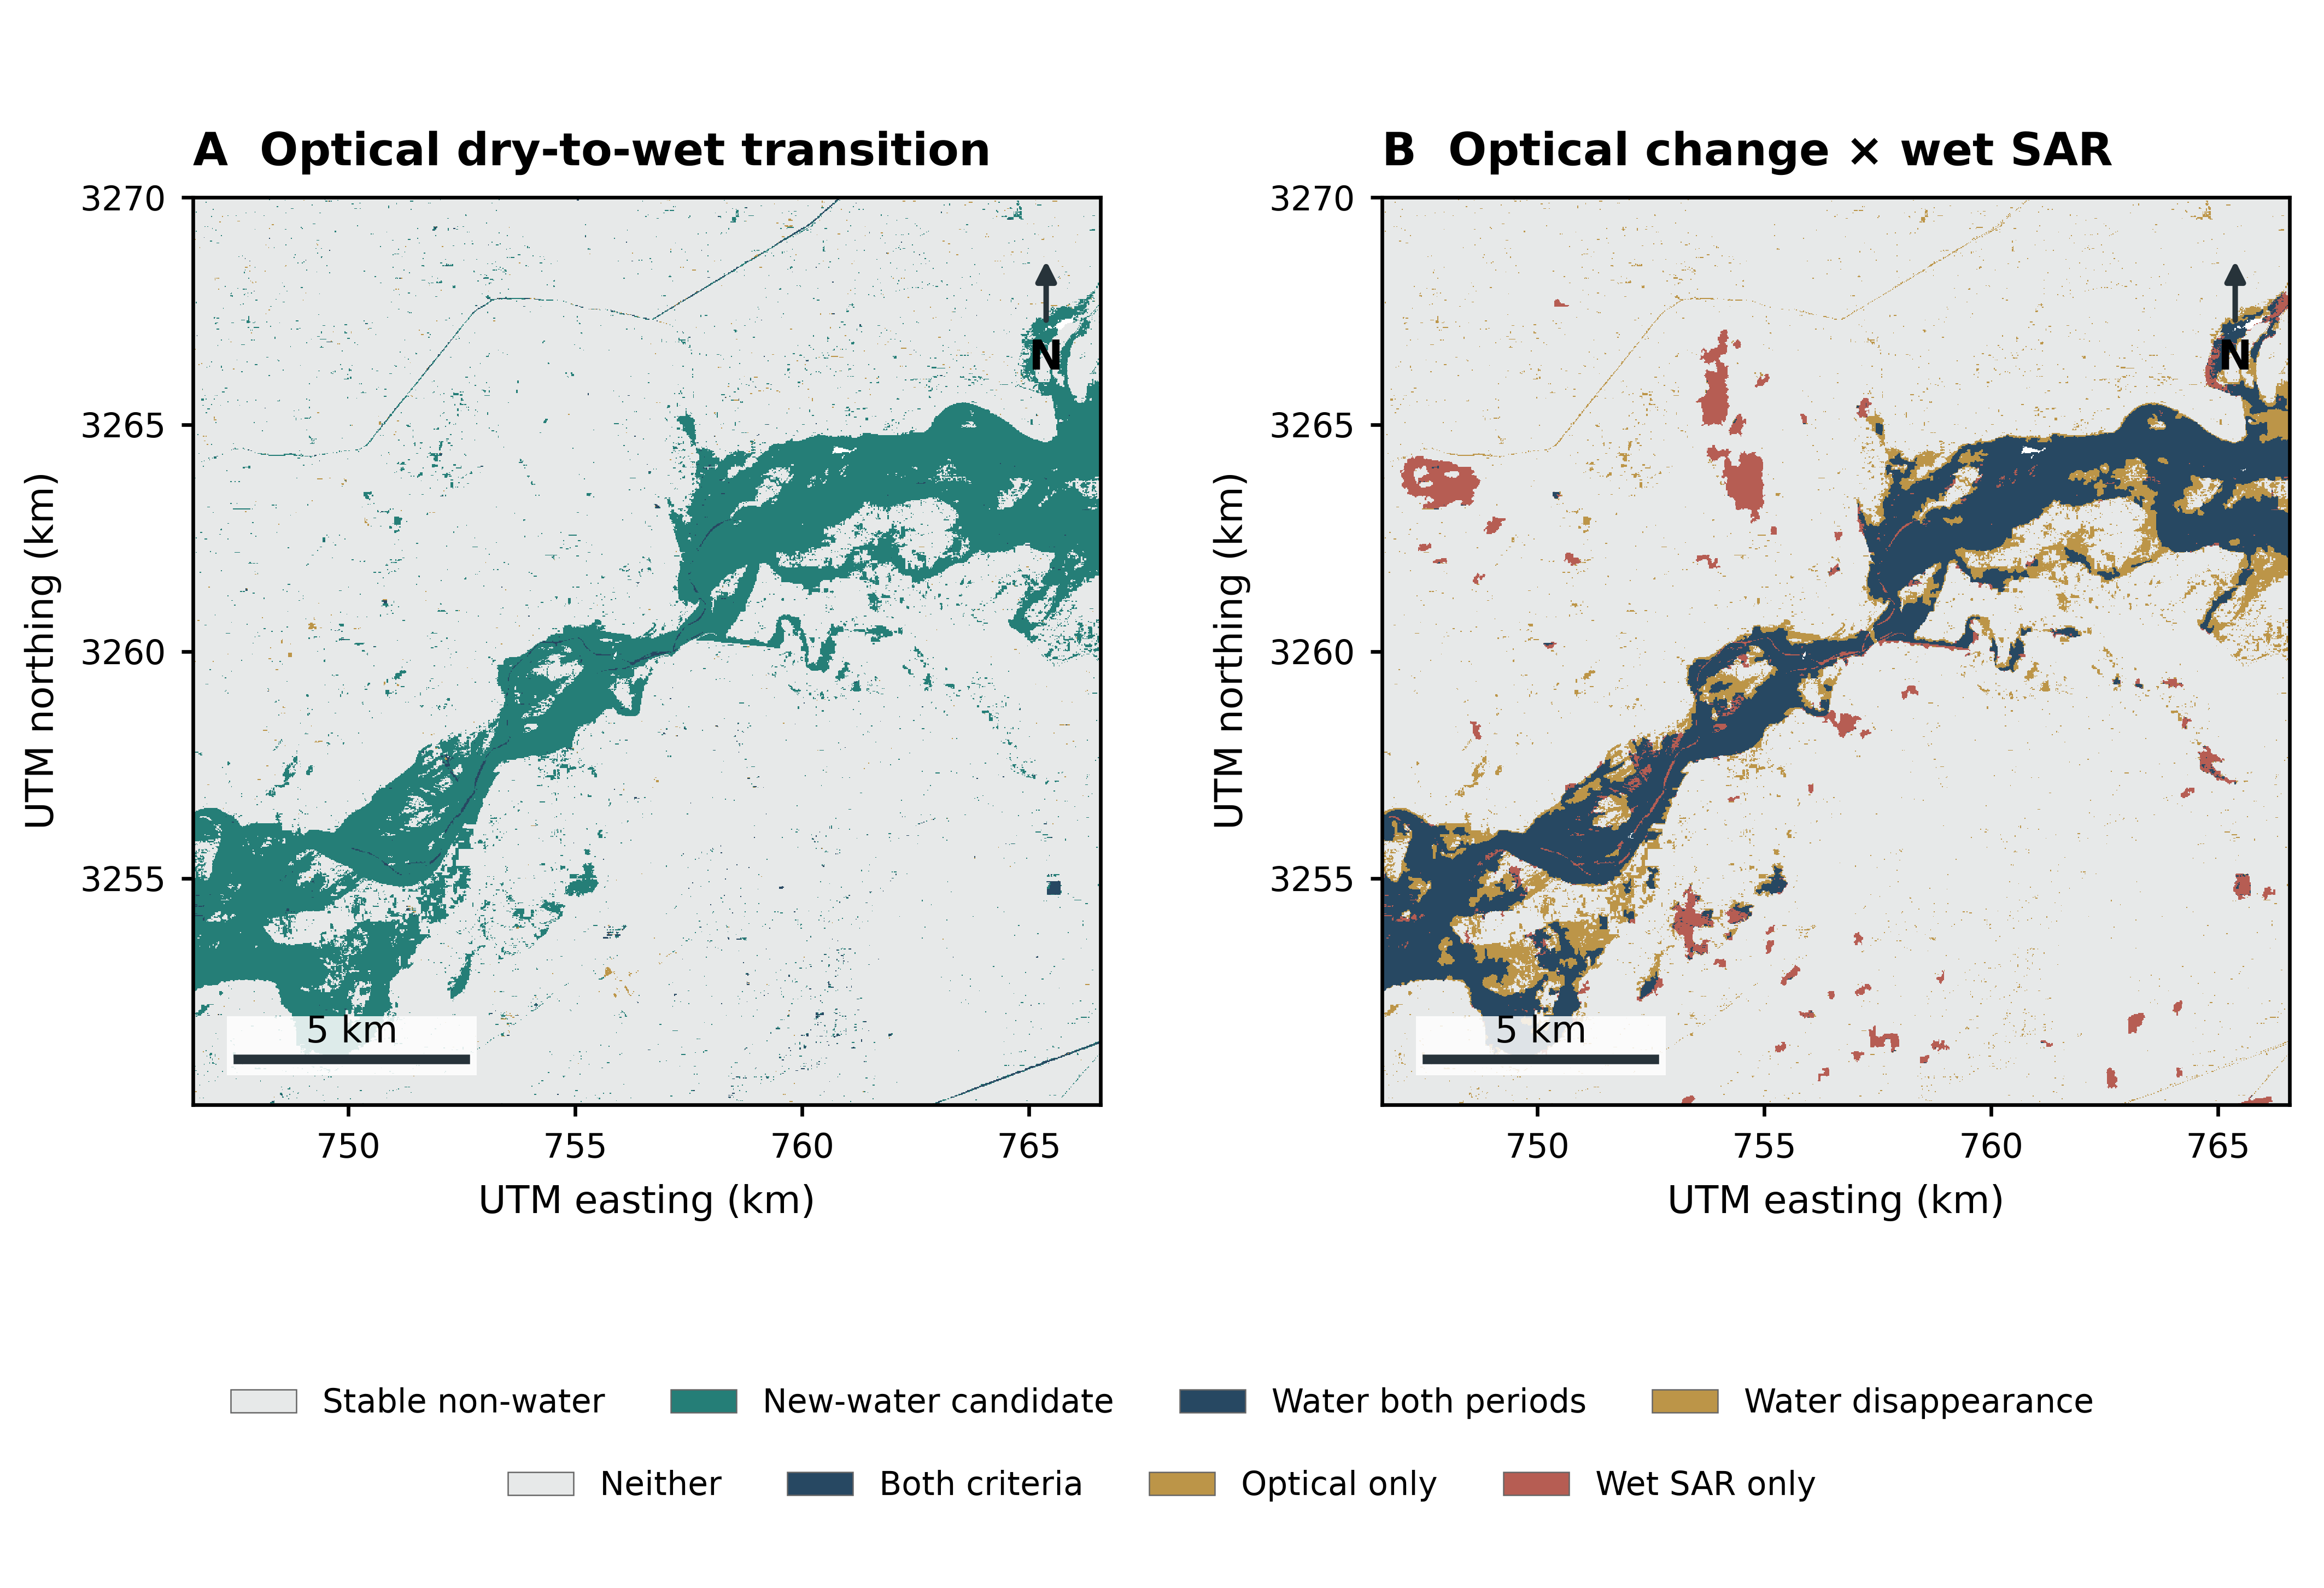 A Optical dry-to-wet transition
B Optical change × wet SAR
3270
3265
3260
3255
UTM northing (km)
N
5 km
750
755
760
765
UTM easting (km)
3270
3265
3260
3255
UTM northing (km)
N
5 km
750
755
760
765
UTM easting (km)
Stable non-water
New-water candidate
Water both periods
Water disappearance
Neither
Both criteria
Optical only
Wet SAR only